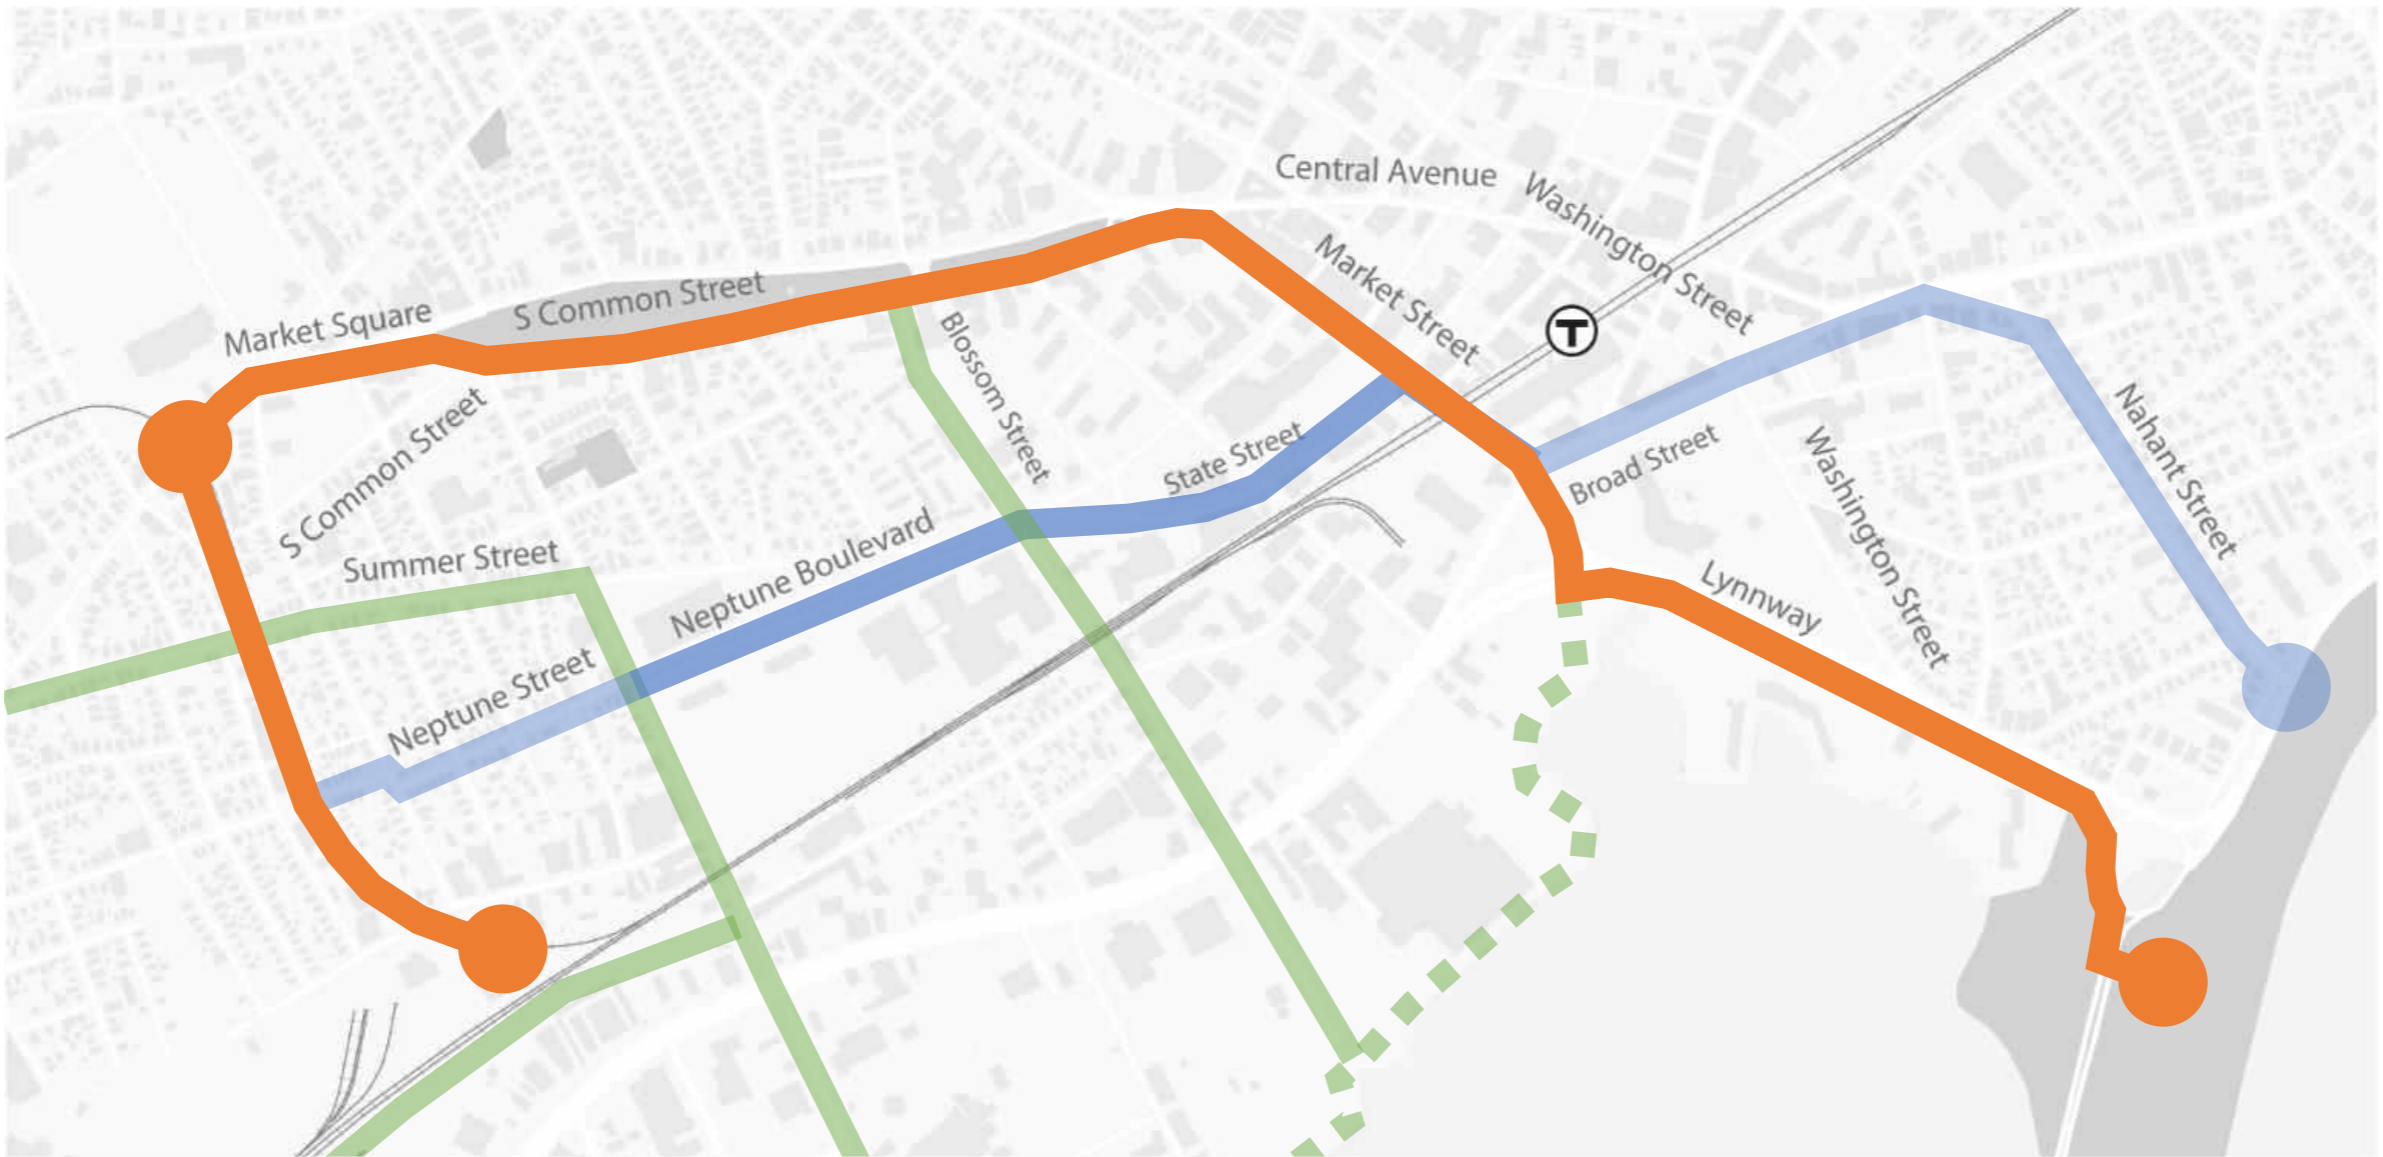 Central Avenue
Washington Street
Market Street
Market Square
S Common Street
Blossom Street
S Common Street
State Street
Broad Street
Nahant Street
Washington Street
Summer Street
Neptune Boulevard
Lynnway
Neptune Street
T